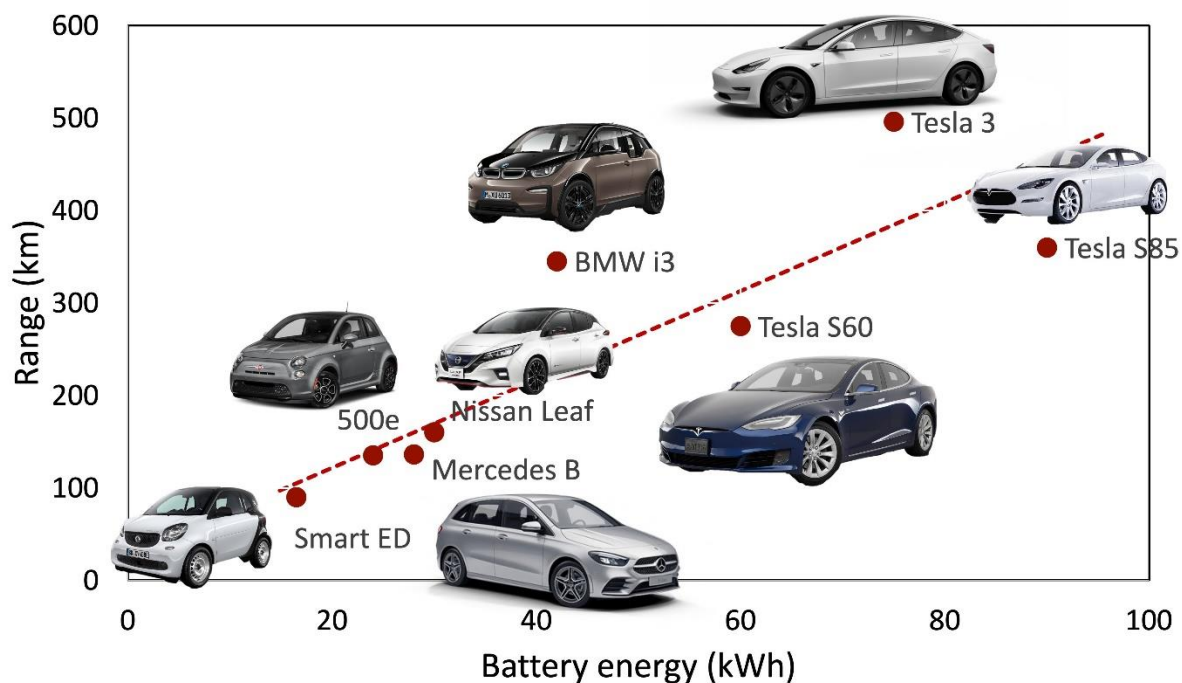 600
500
400
300
200
100
0
Range (km)
Tesla 3
Tesla S85
BMW i3
Tesla S60
500e
Nissan Leaf
Mercedes B
Smart ED
0
20
40
60
80
100
Battery energy (kWh)